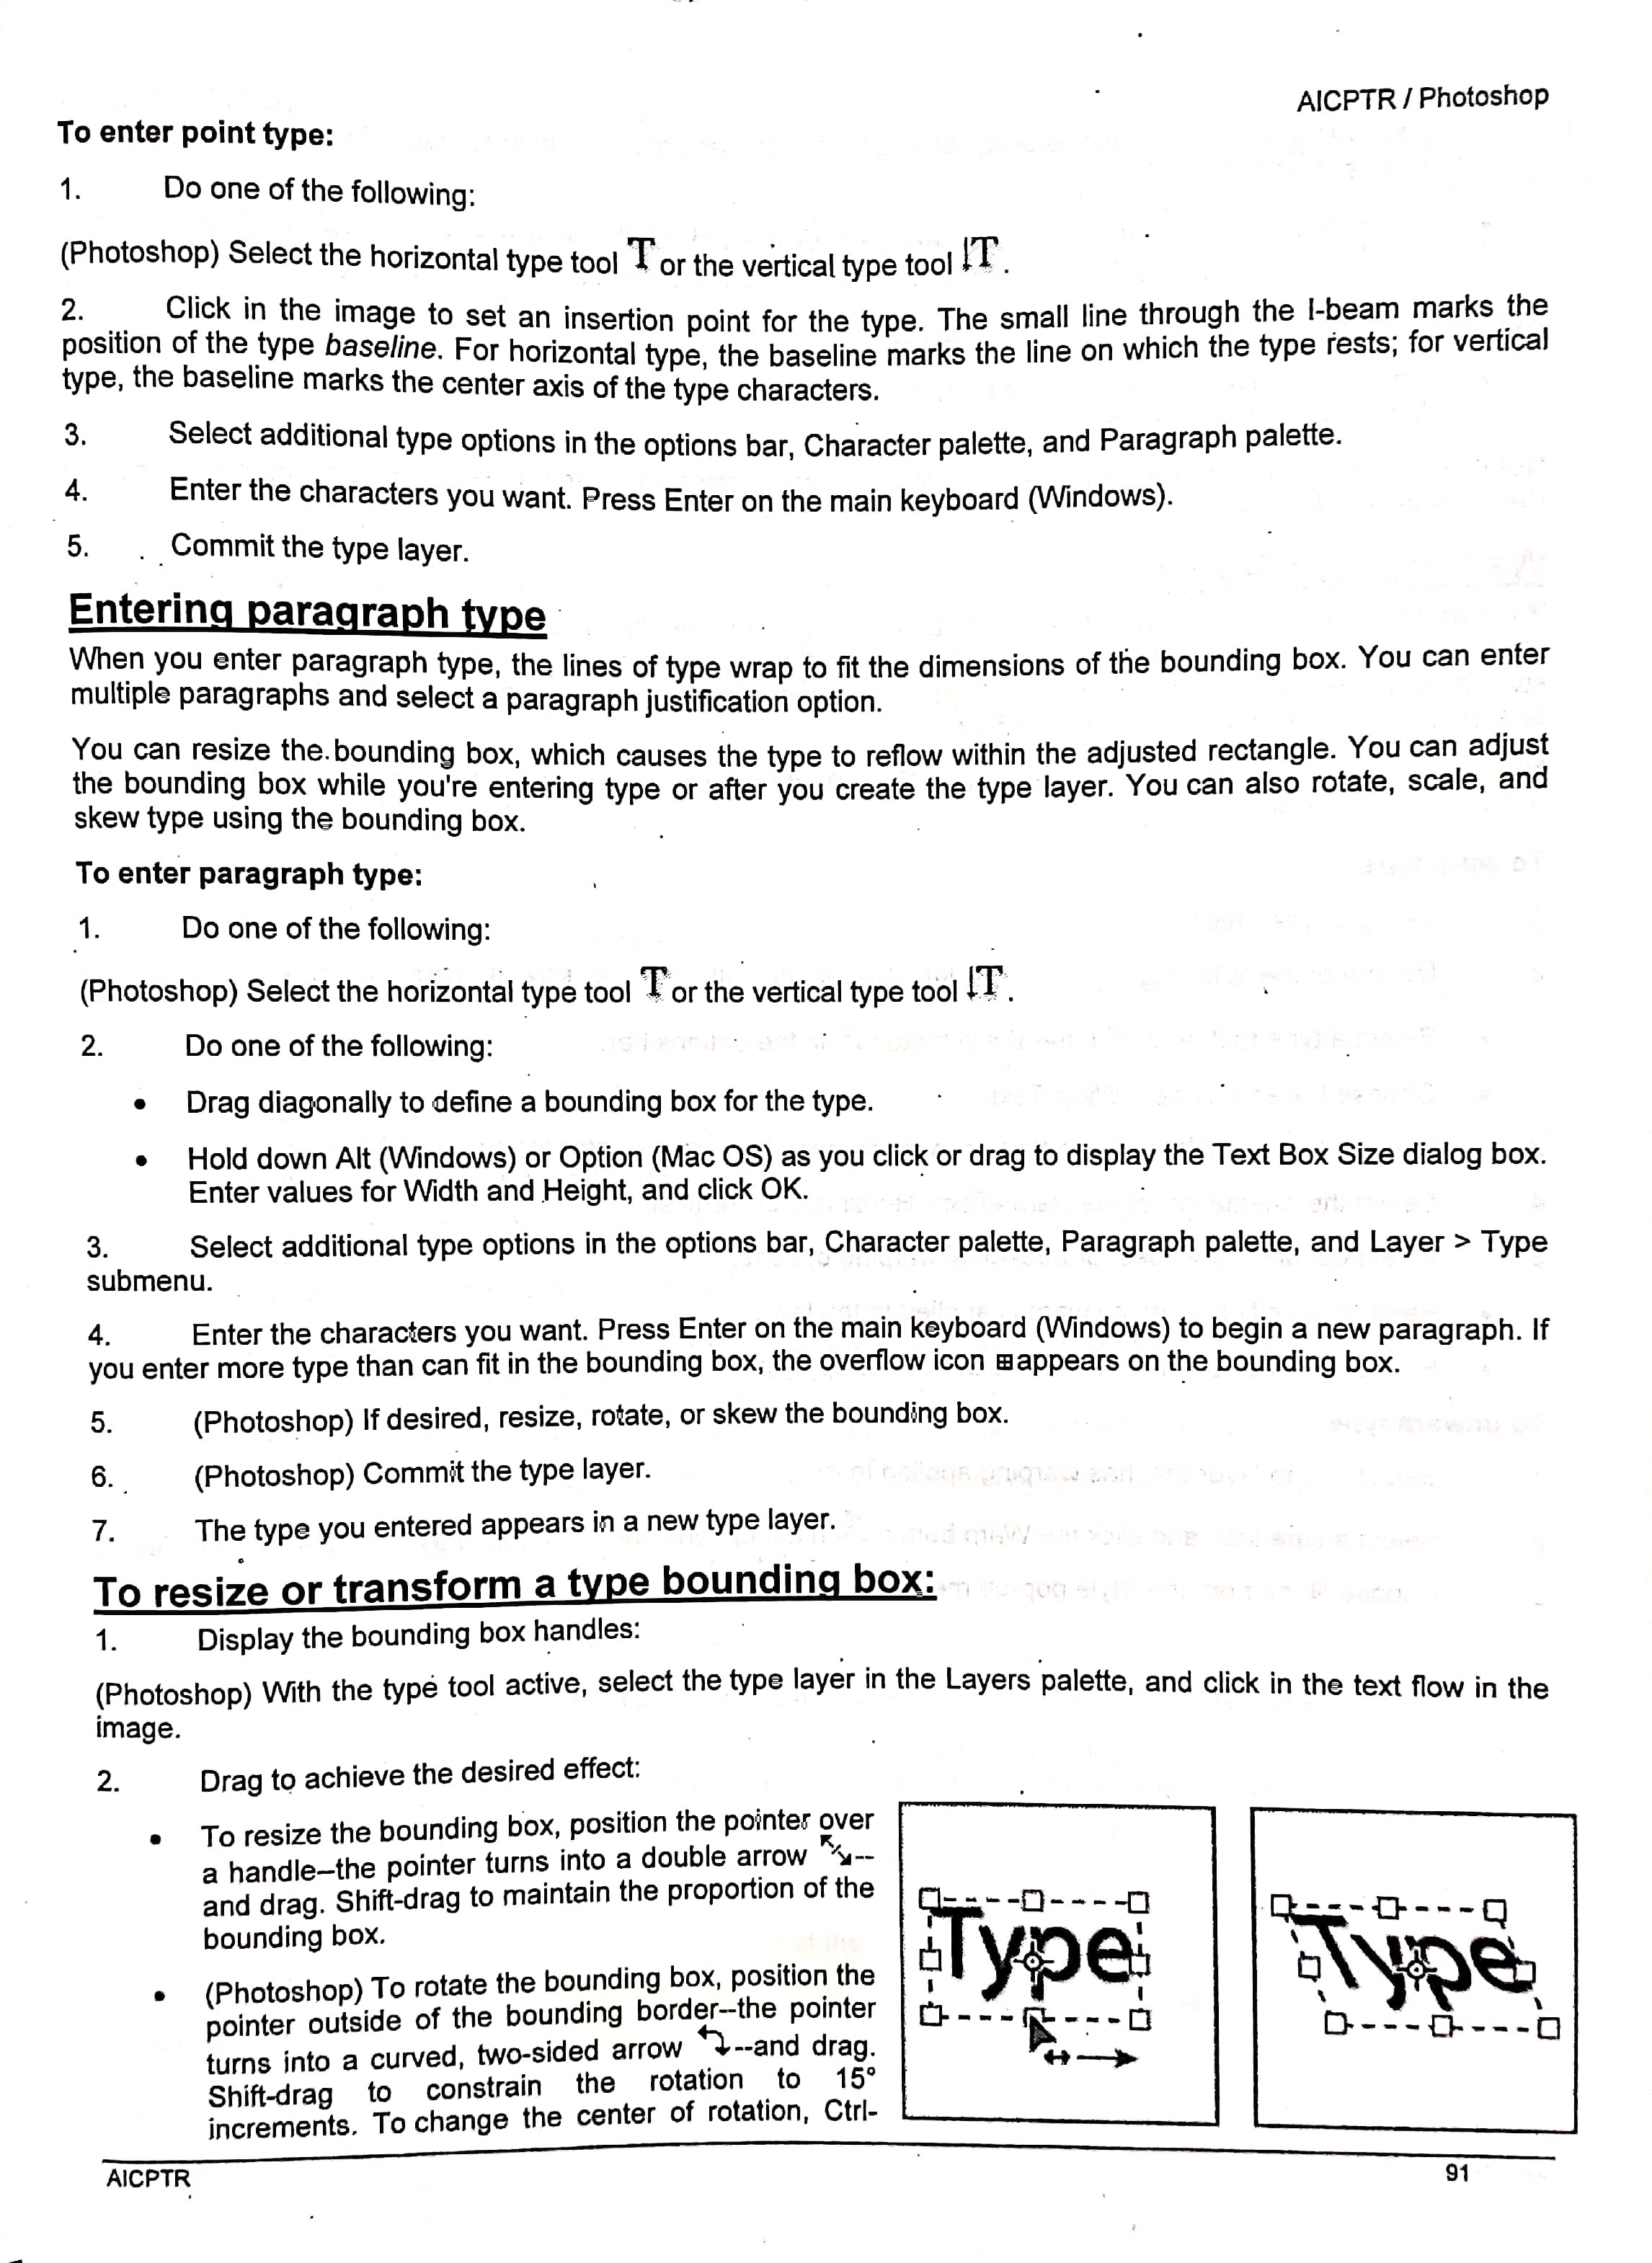 AICPTR / Photoshop
To enter point type:
1. Do one of the following:
(Photoshop) Select the horizontal type tool T or the vertical type tool IT .
2. Click in the image to set an insertion point for the type. The small line through the I-beam marks the
position of the type baseline. For horizontal type, the baseline marks the line on which the type rests; for vertical
type, the baseline marks the center axis of the type characters.
3. Select additional type options in the options bar, Character palette, and Paragraph palette.
4. Enter the characters you want. Press Enter on the main keyboard (Windows).
5. Commit the type layer.
Entering paragraph type
When you enter paragraph type, the lines of type wrap to fit the dimensions of the bounding box. You can enter
multiple paragraphs and select a paragraph justification option.
You can resize the bounding box, which causes the type to reflow within the adjusted rectangle. You can adjust
the bounding box while you're entering type or after you create the type layer. You can also rotate, scale, and
skew type using the bounding box.
To enter paragraph type:
1. Do one of the following:
(Photoshop) Select the horizontal type tool T or the vertical type tool IT .
2. Do one of the following:
• Drag diagonally to define a bounding box for the type.
• Hold down Alt (Windows) or Option (Mac OS) as you click or drag to display the Text Box Size dialog box.
Enter values for Width and Height, and click OK.
3. Select additional type options in the options bar, Character palette, Paragraph palette, and Layer > Type
submenu.
4. Enter the characters you want. Press Enter on the main keyboard (Windows) to begin a new paragraph. If
you enter more type than can fit in the bounding box, the overflow icon ⊞ appears on the bounding box.
5. (Photoshop) If desired, resize, rotate, or skew the bounding box.
6. (Photoshop) Commit the type layer.
7. The type you entered appears in a new type layer.
To resize or transform a type bounding box:
1. Display the bounding box handles:
(Photoshop) With the type tool active, select the type layer in the Layers palette, and click in the text flow in the
image.
2. Drag to achieve the desired effect:
• To resize the bounding box, position the pointer over
a handle--the pointer turns into a double arrow --
and drag. Shift-drag to maintain the proportion of the
bounding box.
• (Photoshop) To rotate the bounding box, position the
pointer outside of the bounding border--the pointer
turns into a curved, two-sided arrow --and drag.
Shift-drag to constrain the rotation to 15°
increments. To change the center of rotation, Ctrl-
Type
Type
AICPTR
91